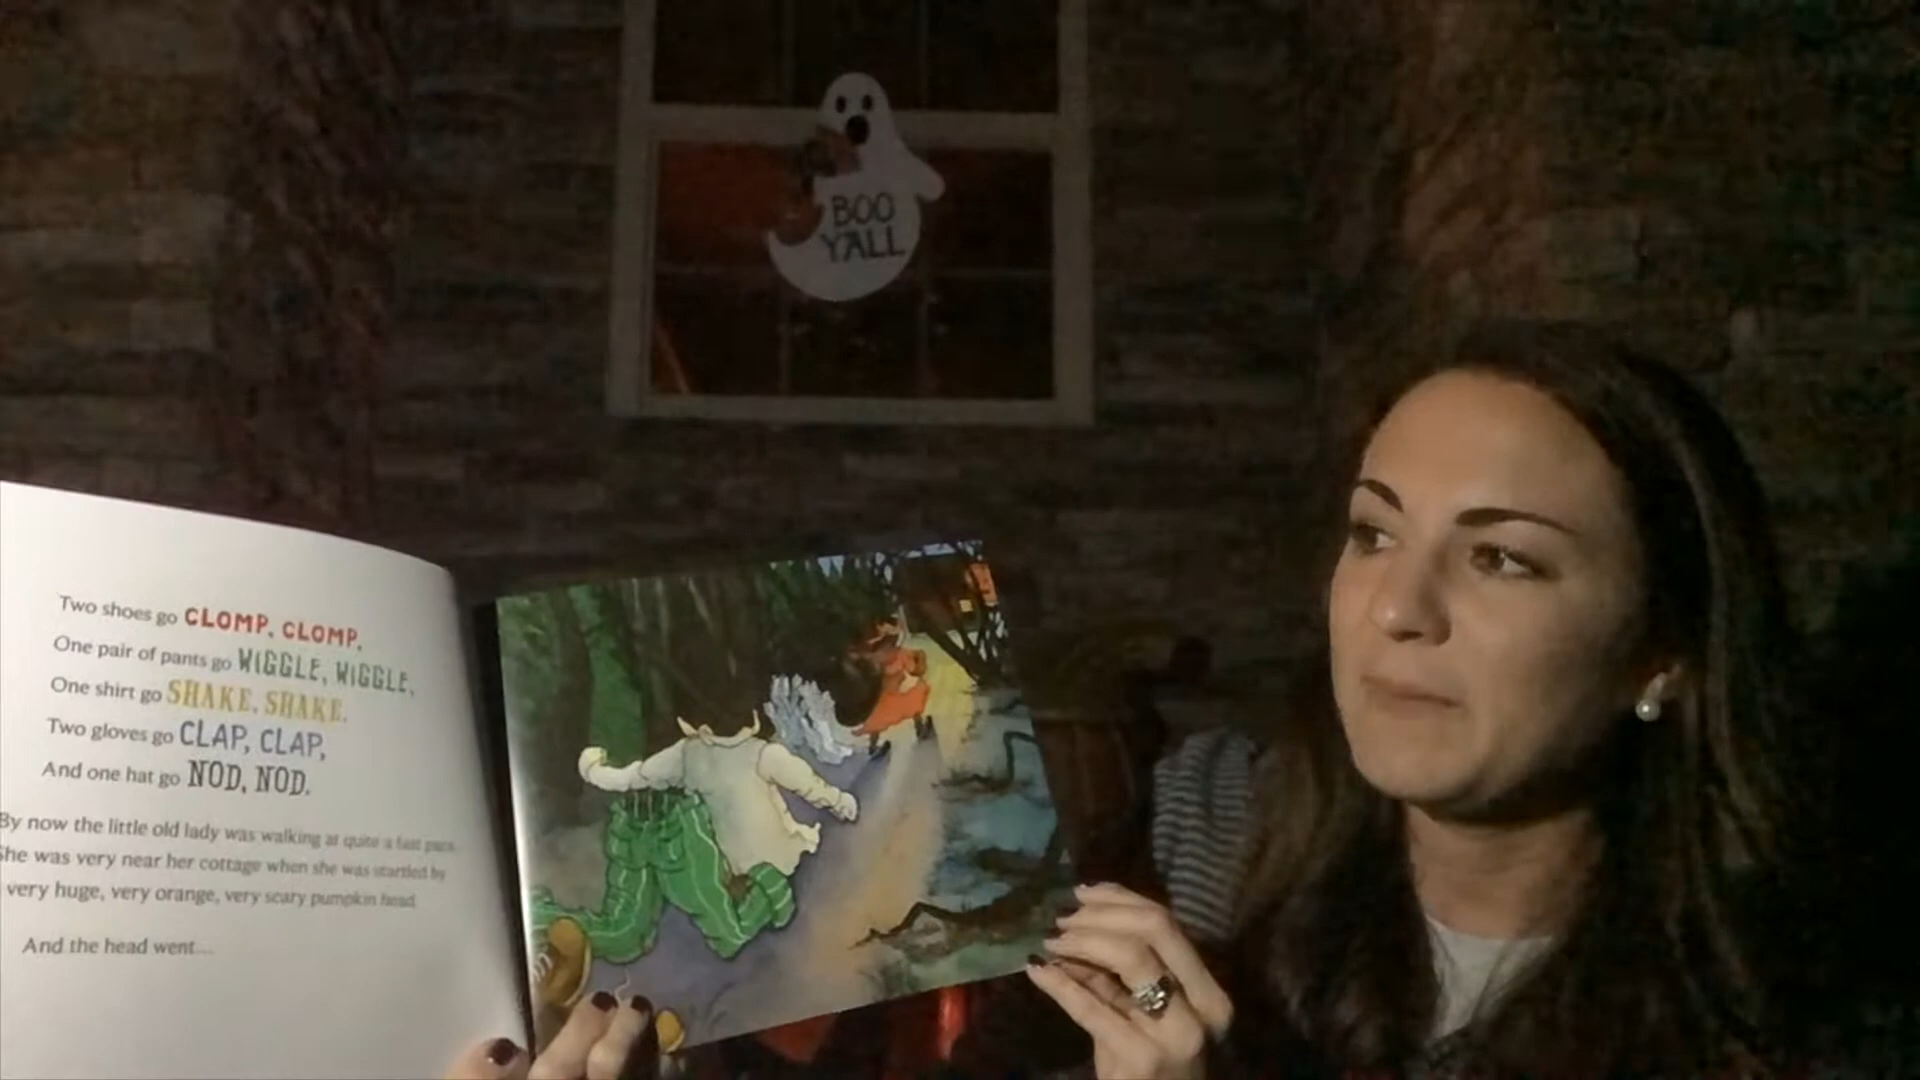 BOO
Y'ALL
Two shoes go CLOMP, CLOMP,
One pair of pants go WIGGLE, WIGGLE,
One shirt go SHAKE, SHAKE,
Two gloves go CLAP, CLAP,
And one hat go NOD, NOD.
By now the little old lady was walking at quite a fast pace.
She was very near her cottage when she was startled by
very huge, very orange, very scary pumpkin head.
And the head went...